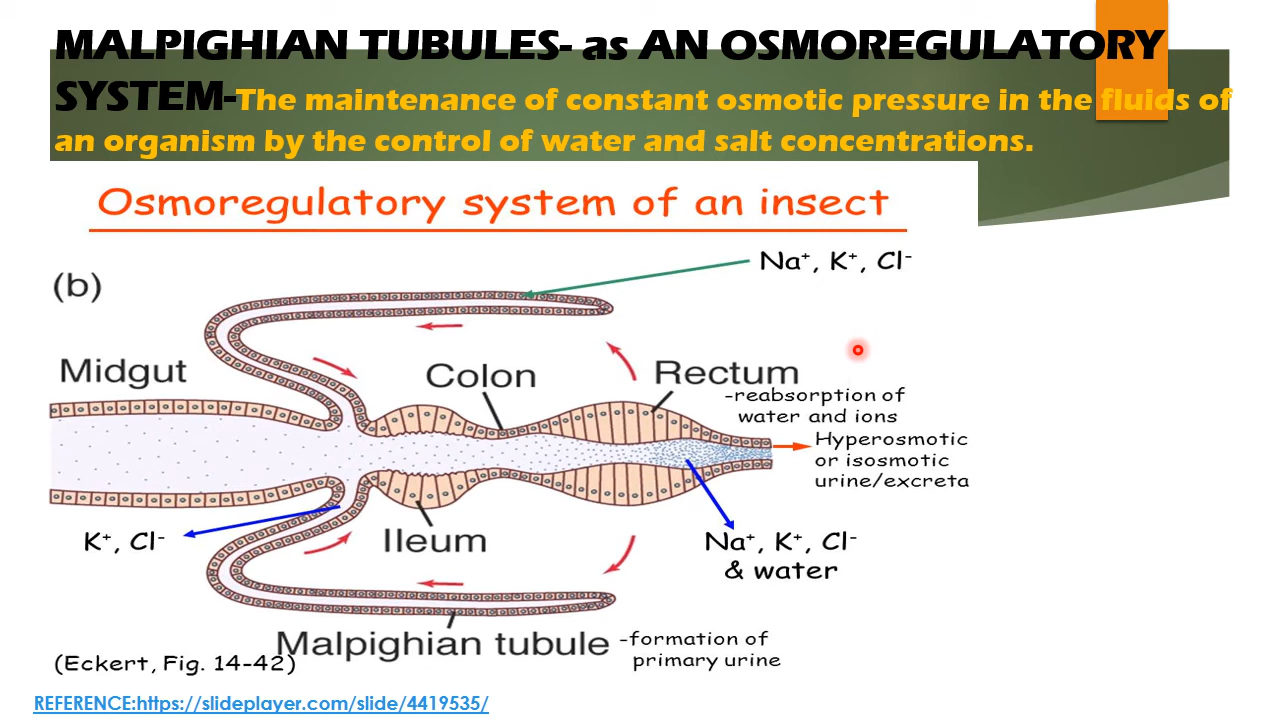 MALPIGHIAN TUBULES- as AN OSMOREGULATORY
SYSTEM-The maintenance of constant osmotic pressure in the fluids of
an organism by the control of water and salt concentrations.
Osmoregulatory system of an insect
Na⁺, K⁺, Cl⁻
(b)
Midgut
Colon
Rectum
-reabsorption of
water and ions
Hyperosmotic
or isosmotic
urine/excreta
K⁺, Cl⁻
Ileum
Na⁺, K⁺, Cl⁻
& water
Malpighian tubule
-formation of
primary urine
(Eckert, Fig. 14-42)
REFERENCE:https://slideplayer.com/slide/4419535/